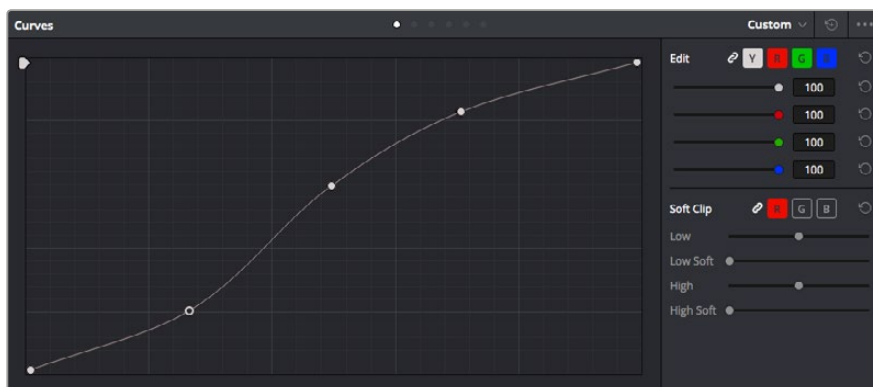 Curves Custom
Edit Y R G B
100
100
100
100
Soft Clip R G B
Low
Low Soft
High
High Soft